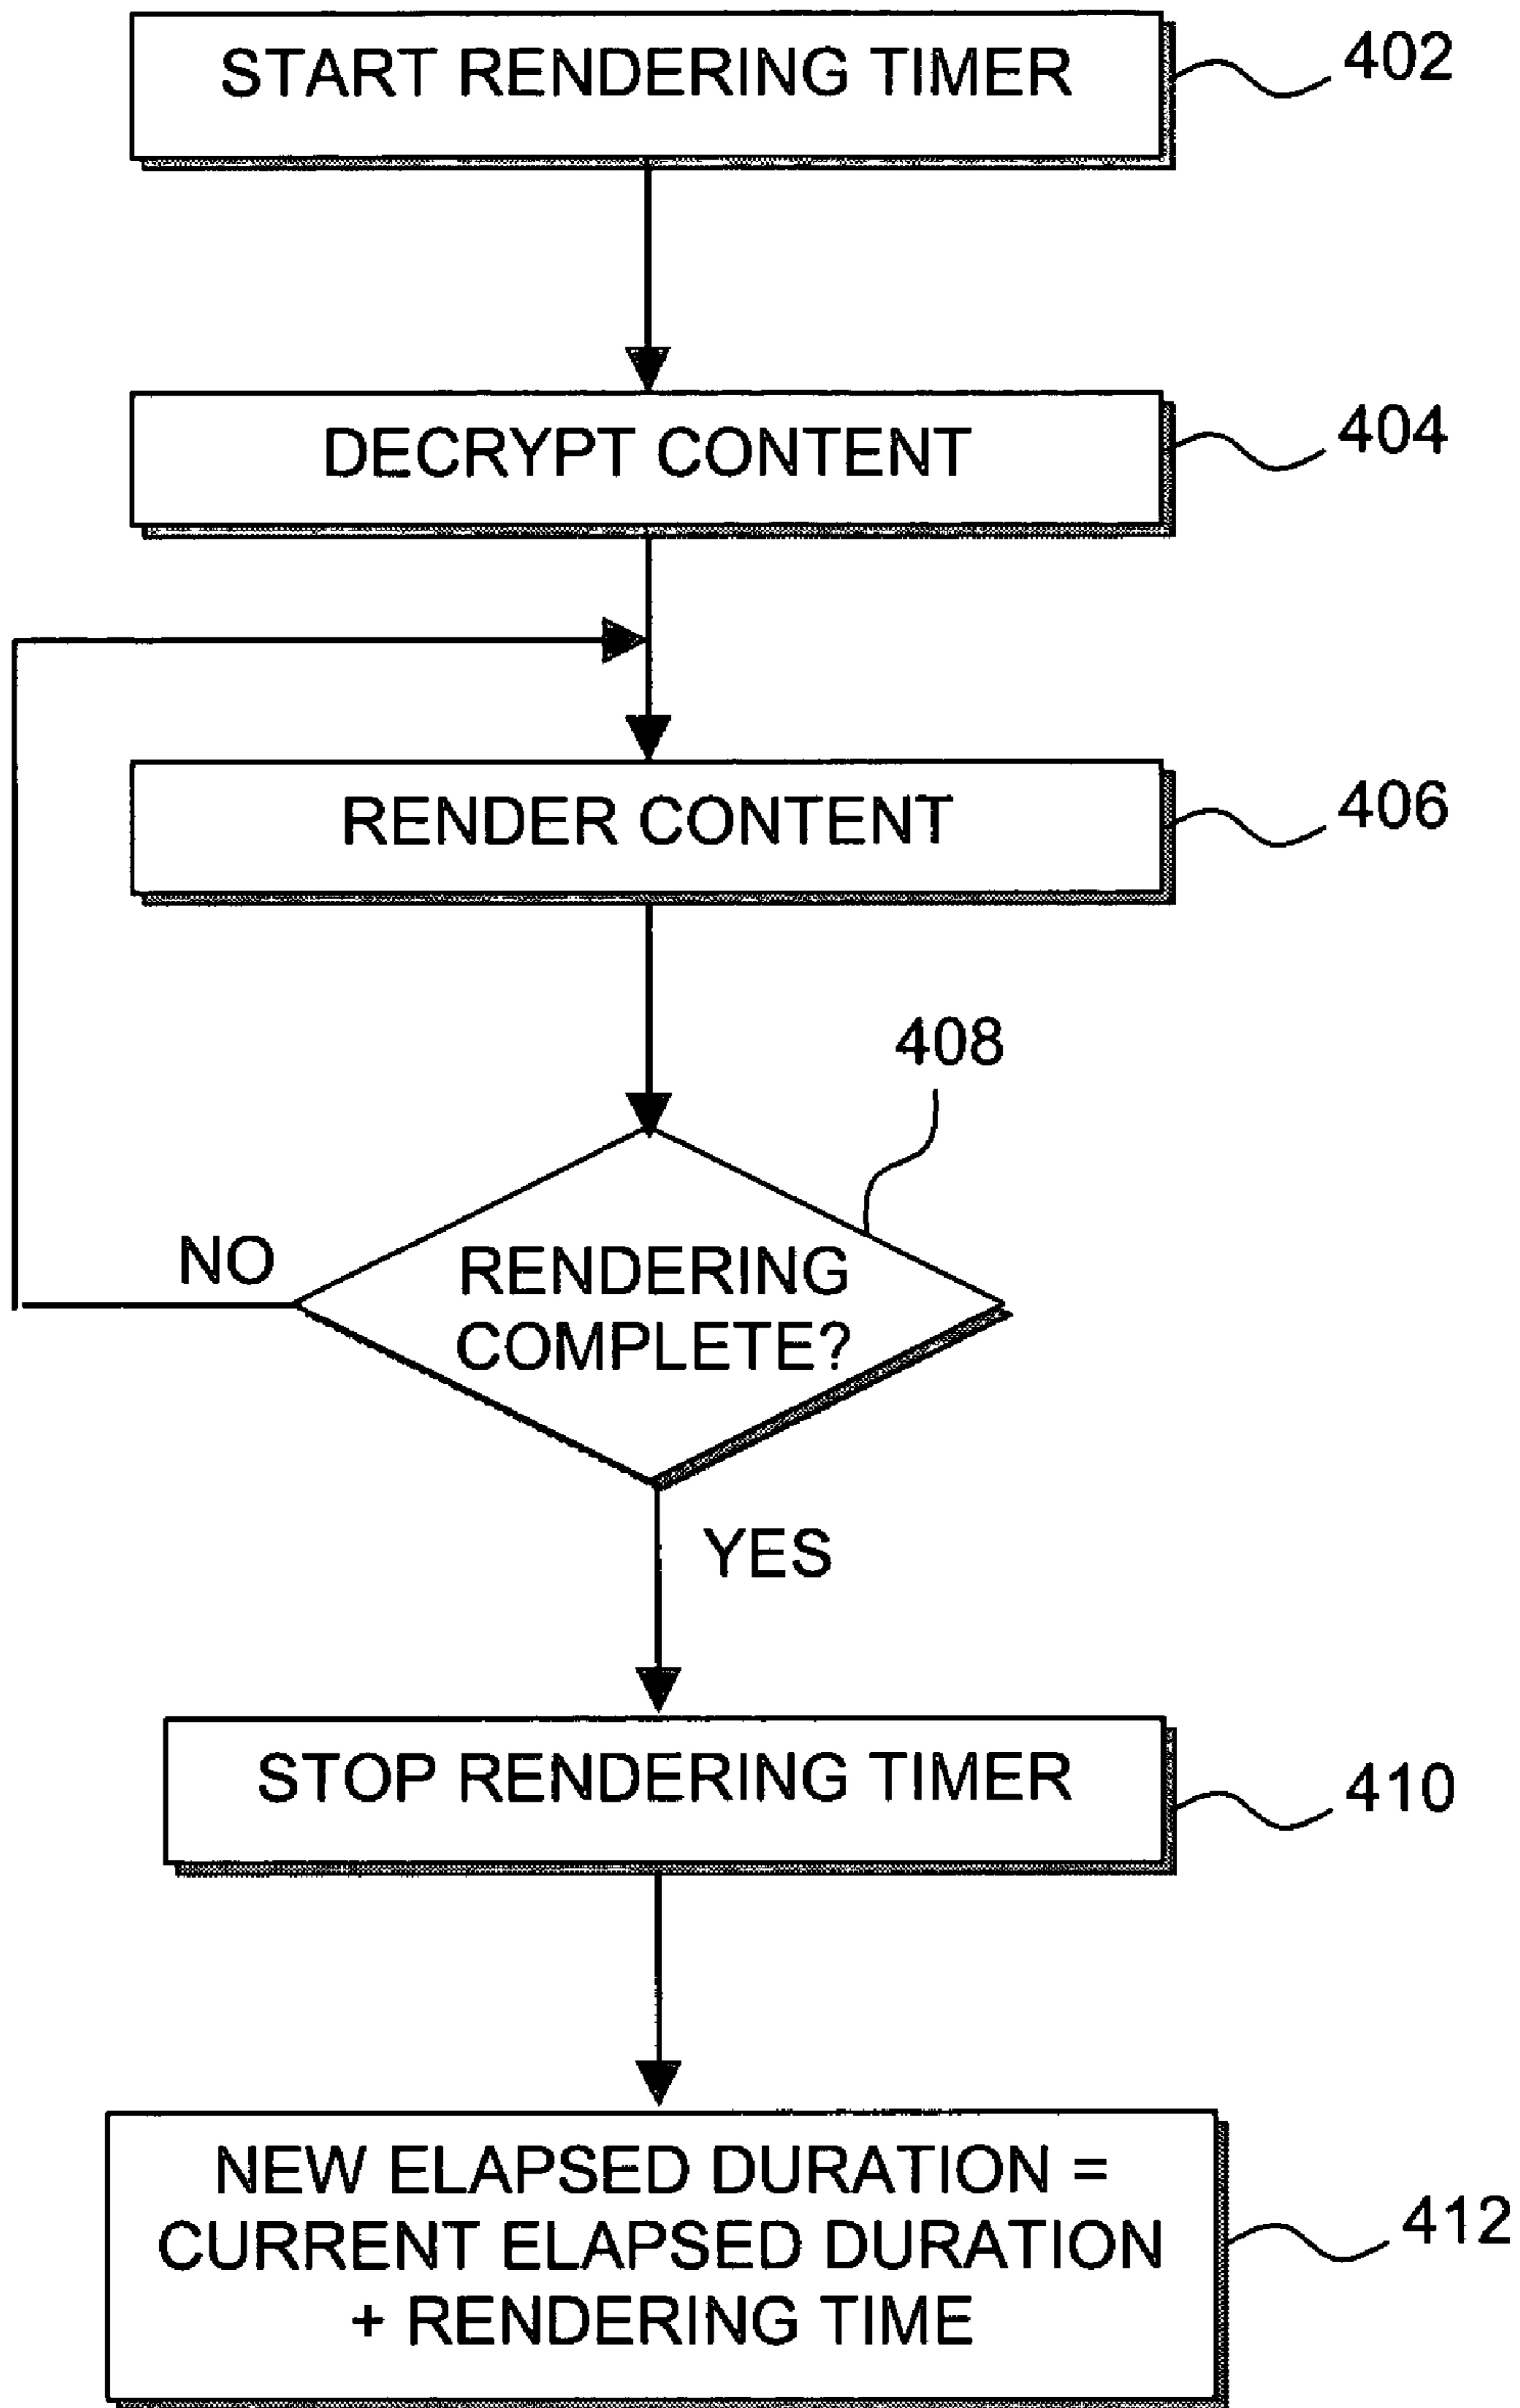 START RENDERING TIMER
402
DECRYPT CONTENT
404
RENDER CONTENT
406
408
NO
RENDERING
COMPLETE?
YES
STOP RENDERING TIMER
410
NEW ELAPSED DURATION =
CURRENT ELAPSED DURATION
+ RENDERING TIME
412